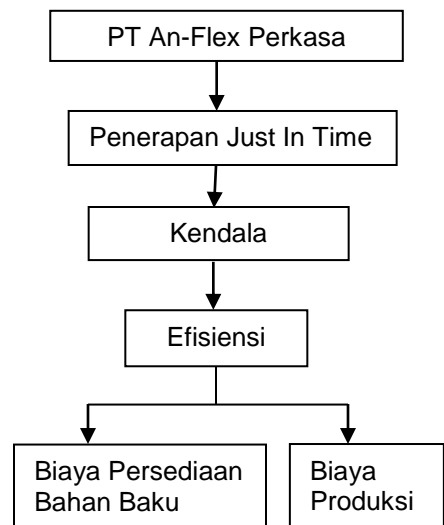 PT An-Flex Perkasa
Penerapan Just In Time
Kendala
Efisiensi
Biaya Persediaan
Bahan Baku
Biaya
Produksi